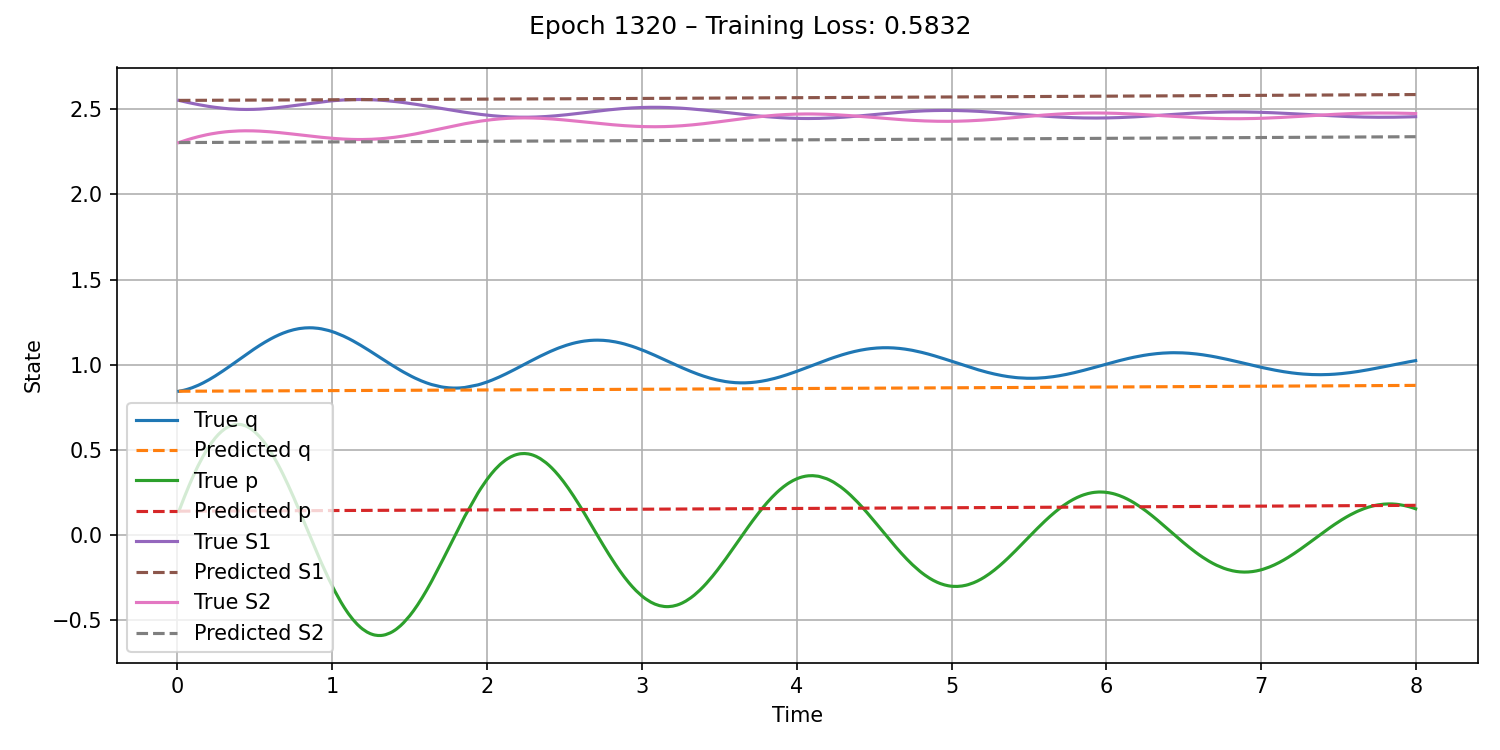 Epoch 1320 – Training Loss: 0.5832
State
2.5
2.0
1.5
1.0
0.5
0.0
−0.5
True q
Predicted q
True p
Predicted p
True S1
Predicted S1
True S2
Predicted S2
0 1 2 3 4 5 6 7 8
Time